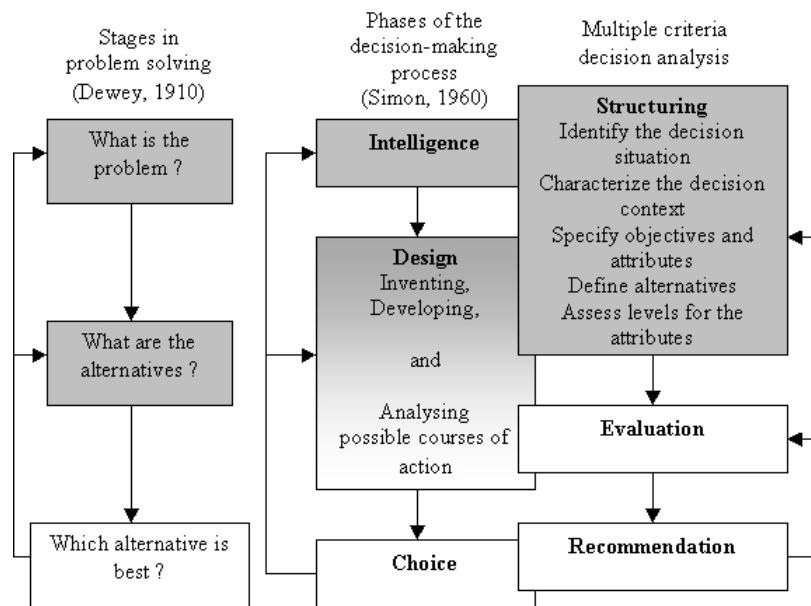 Stages in
problem solving
(Dewey, 1910)
What is the
problem ?
What are the
alternatives ?
Which alternative is
best ?
Phases of the
decision-making
process
(Simon, 1960)
Intelligence
Design
Inventing,
Developing,
and
Analysing
possible courses of
action
Choice
Multiple criteria
decision analysis
Structuring
Identify the decision
situation
Characterize the decision
context
Specify objectives and
attributes
Define alternatives
Assess levels for the
attributes
Evaluation
Recommendation